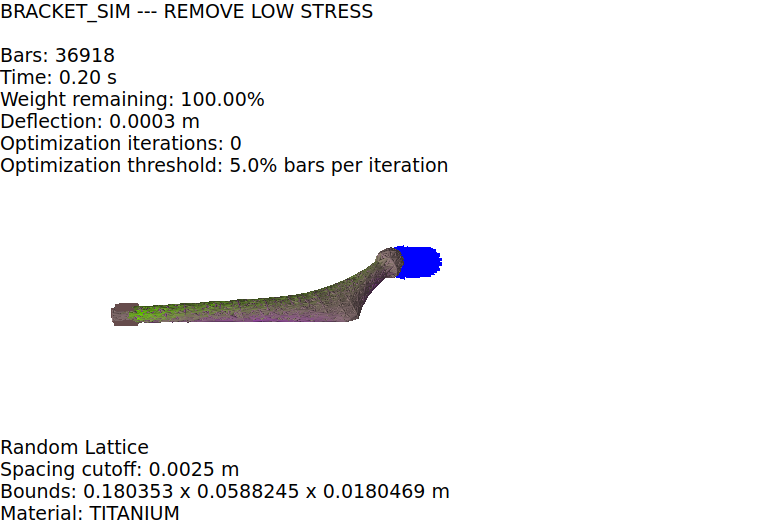 BRACKET_SIM --- REMOVE LOW STRESS
Bars: 36918
Time: 0.20 s
Weight remaining: 100.00%
Deflection: 0.0003 m
Optimization iterations: 0
Optimization threshold: 5.0% bars per iteration
Random Lattice
Spacing cutoff: 0.0025 m
Bounds: 0.180353 x 0.0588245 x 0.0180469 m
Material: TITANIUM